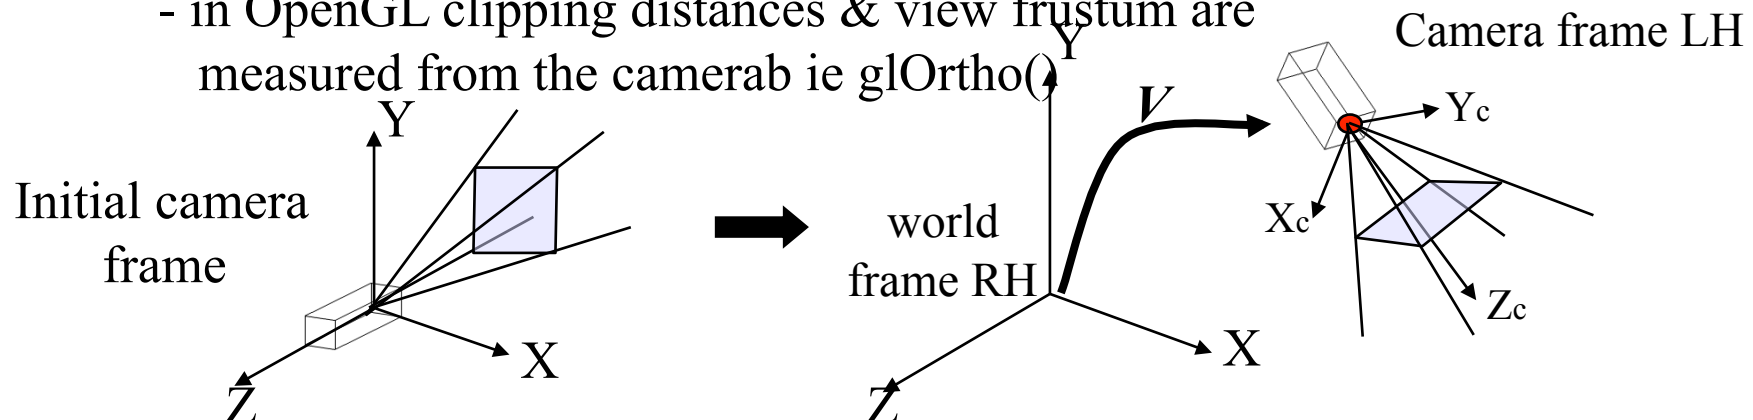 - in OpenGL clipping distances & view frustum are
measured from the camerab ie glOrtho()
Camera frame LH
Y
Y
V
Yc
Initial camera
frame
world
frame RH
Xc
Zc
X
X
Z
Z